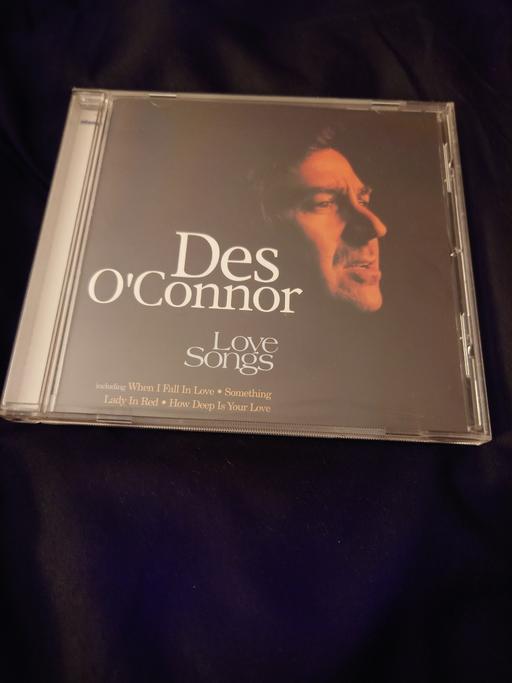 Des
O'Connor
Love
Songs
including When I Fall In Love • Something
Lady In Red • How Deep Is Your Love